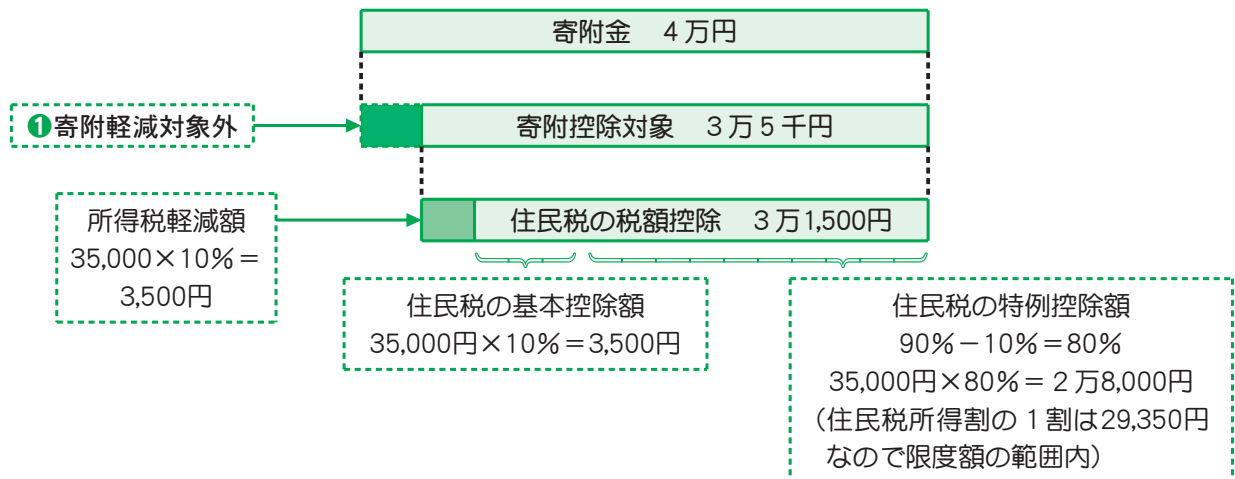 寄附金　4万円
❶寄附軽減対象外
寄附控除対象　3万5千円
所得税軽減額
35,000×10%＝
3,500円
住民税の税額控除　3万1,500円
住民税の基本控除額
35,000円×10%＝3,500円
住民税の特例控除額
90%－10%＝80%
35,000円×80%＝2万8,000円
（住民税所得割の1割は29,350円
なので限度額の範囲内）